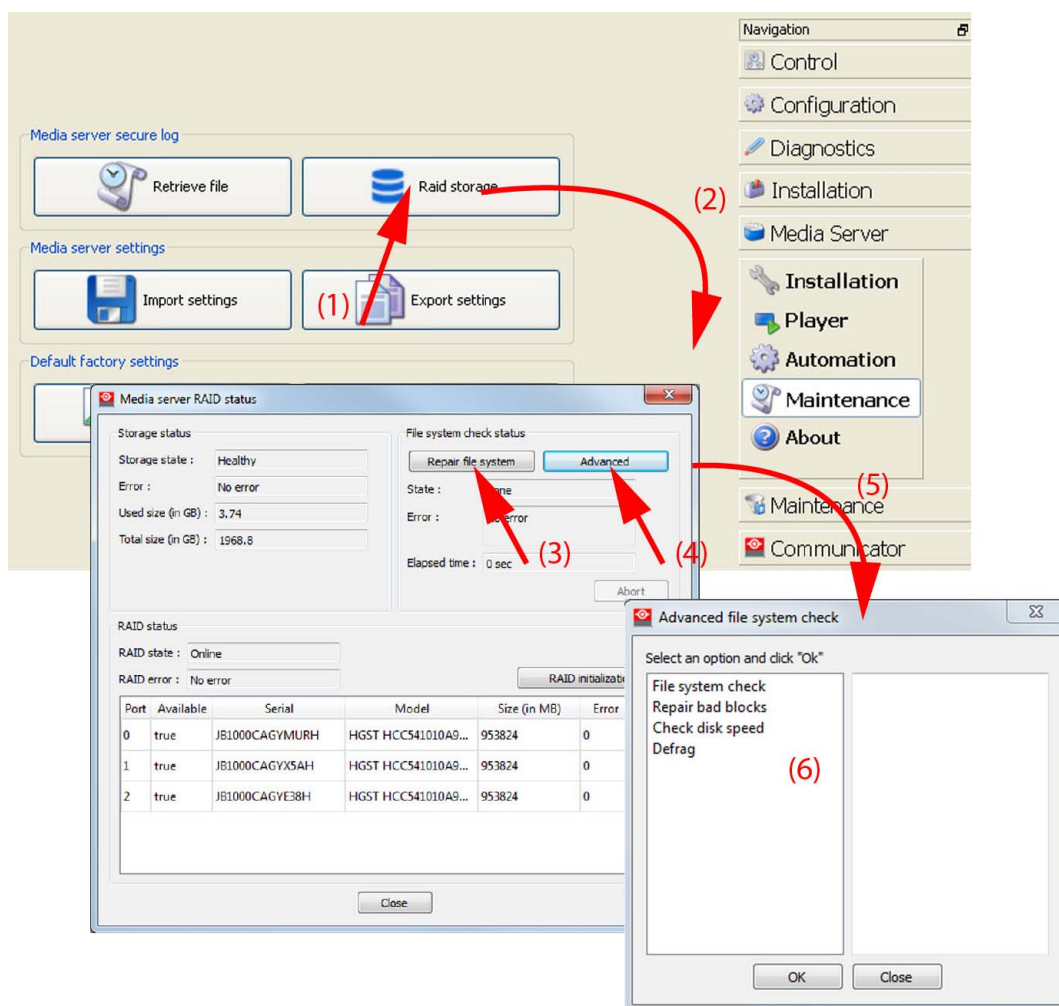 Navigation
Control
Configuration
Diagnostics
Installation
Media Server
Installation
Player
Automation
Maintenance
About
Maintenance
Communicator
Media server secure log
Retrieve file
Raid storage
(1)
(2)
Media server settings
Import settings
Export settings
Default factory settings
Media server RAID status
Storage status
Storage state : Healthy
Error : No error
Used size (in GB) : 3.74
Total size (in GB) : 1968.8
File system check status
Repair file system
Advanced
State :
Error :
error
Elapsed time : 0 sec
(3)
(4)
(5)
Abort
RAID status
RAID state : Online
RAID error : No error
RAID
Port Available Serial Model Size (in MB) Error
0 true JB1000CAGYMURH HGST HCC541010A9... 953824 0
1 true JB1000CAGYX5AH HGST HCC541010A9... 953824 0
2 true JB1000CAGYE38H HGST HCC541010A9... 953824 0
Close
Advanced file system check
Select an option and click "Ok"
File system check
Repair bad blocks
Check disk speed
Defrag
(6)
OK
Close